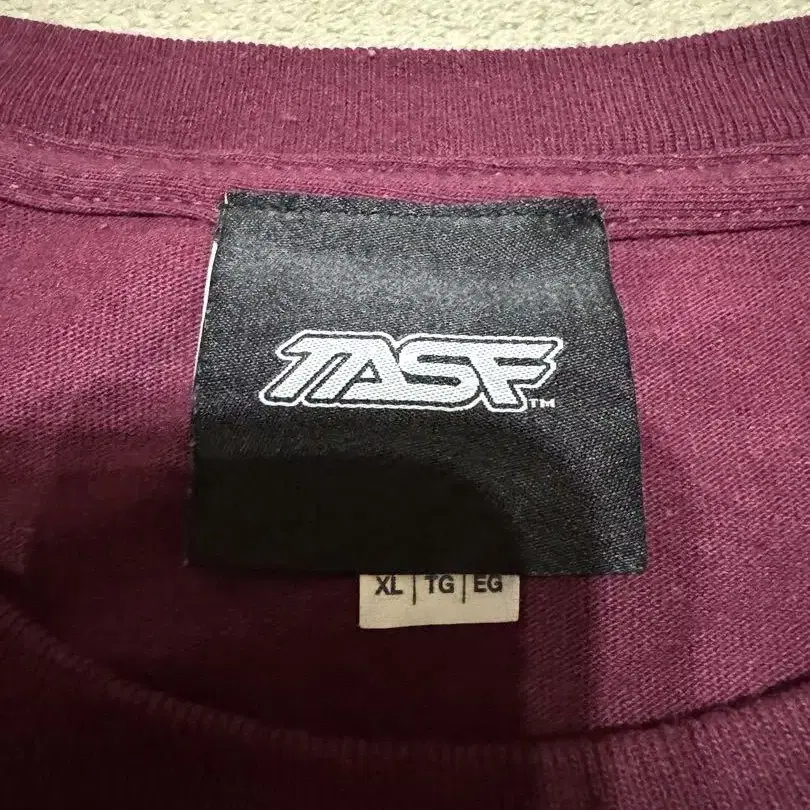 TASF™
XL | TG | EG